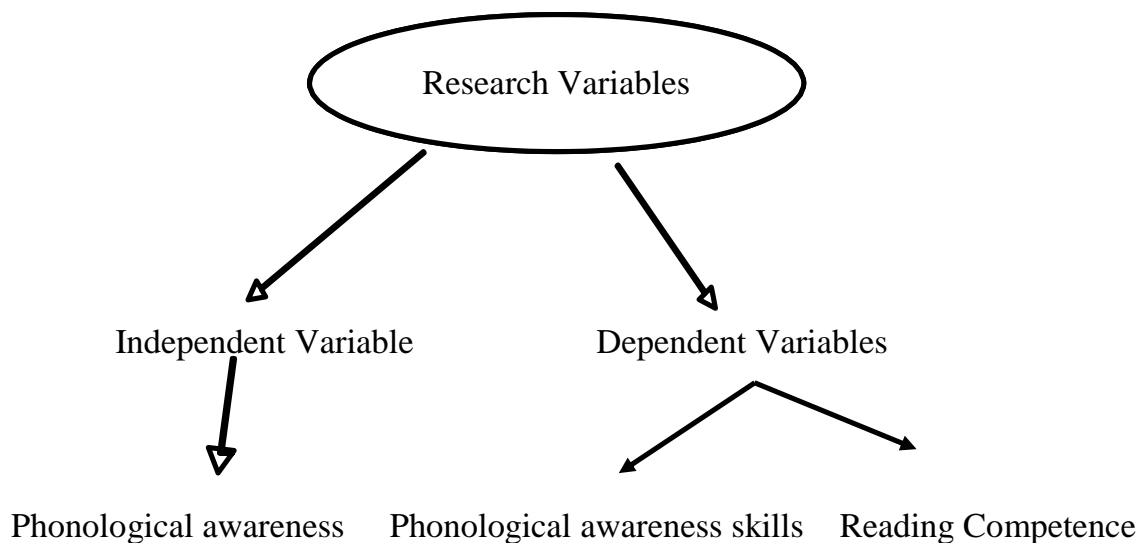 Research Variables
Independent Variable Dependent Variables
Phonological awareness Phonological awareness skills Reading Competence